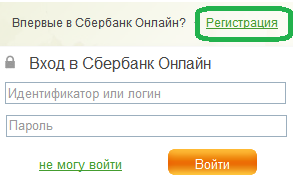 Впервые в Сбербанк Онлайн? Регистрация
Вход в Сбербанк Онлайн
Идентификатор или логин
Пароль
не могу войти Войти